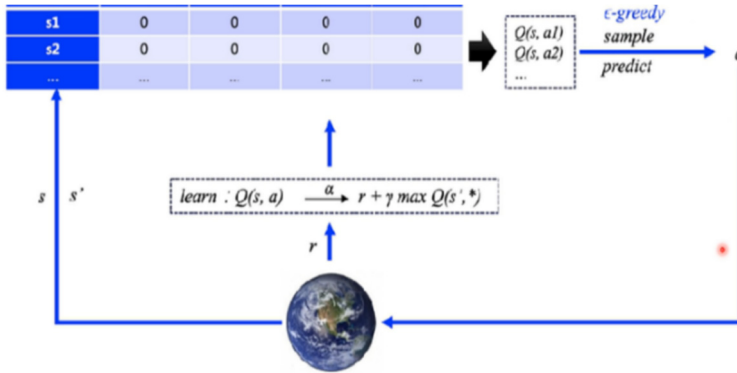 s1 0 0 0 0
s2 0 0 0 0
... ... ... ... ...
Q(s, a1)
Q(s, a2)
...
ε-greedy
sample
predict
s s'
learn : Q(s, a) α → r + γ max Q(s', *)
r